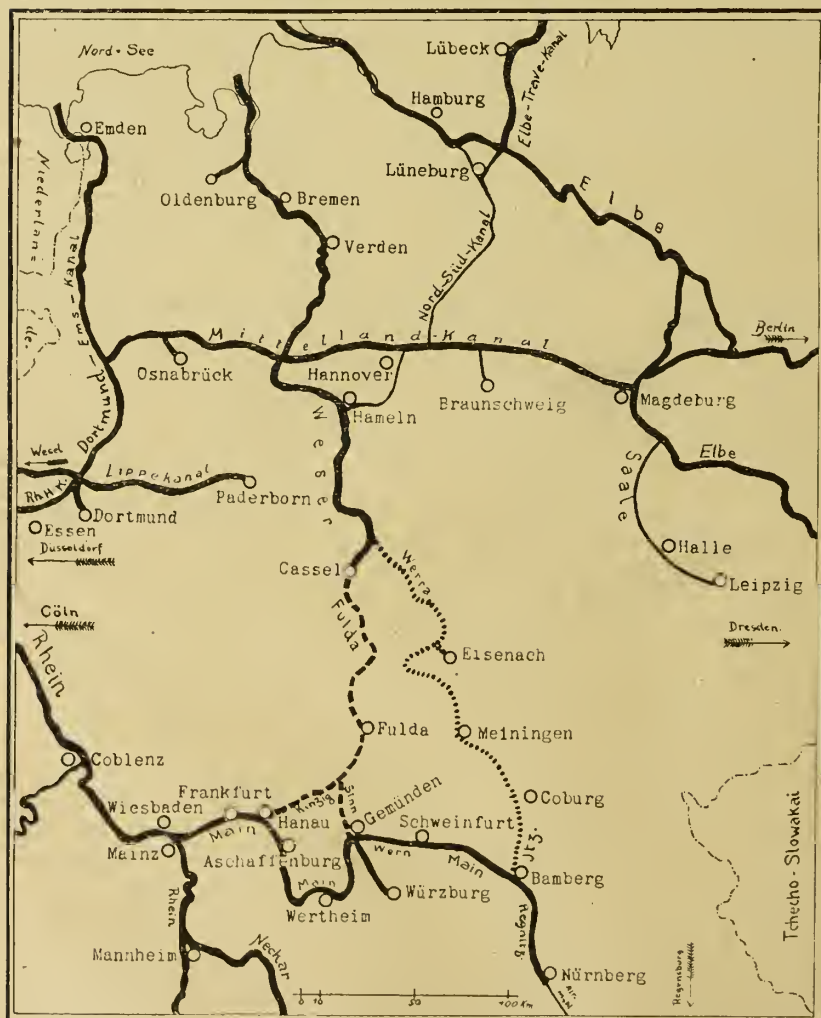 Nord-See
Lübeck
Hamburg
Elbe-Trave-Kanal
Emden
Lüneburg
Niederlande
Oldenburg
Bremen
Elbe
Verden
Dortmund-Ems-Kanal
Nord-Süd-Kanal
Mittelland-Kanal
Berlin
Osnabrück
Hannover
Braunschweig
Magdeburg
Hameln
Weser
Wesel
Lippekanal
Elbe
Saale
Rh.H.K.
Paderborn
Dortmund
Essen
Halle
Düsseldorf
Cassel
Werra
Leipzig
Fulda
Cöln
Dresden.
Rhein
Eisenach
Fulda
Meiningen
Coblenz
Frankfurt
Kinzig
Sinn
Coburg
Wiesbaden
Gemünden
Schweinfurt
Main
Hanau
Jtz.
Mainz
Aschaffenburg
Wern
Main
Bamberg
Main
Würzburg
Wertheim
Rhein
Regnitz
Tchecho-Slowakai
Mannheim
Neckar
Nürnberg
Regensburg
0 10 50 100 Km